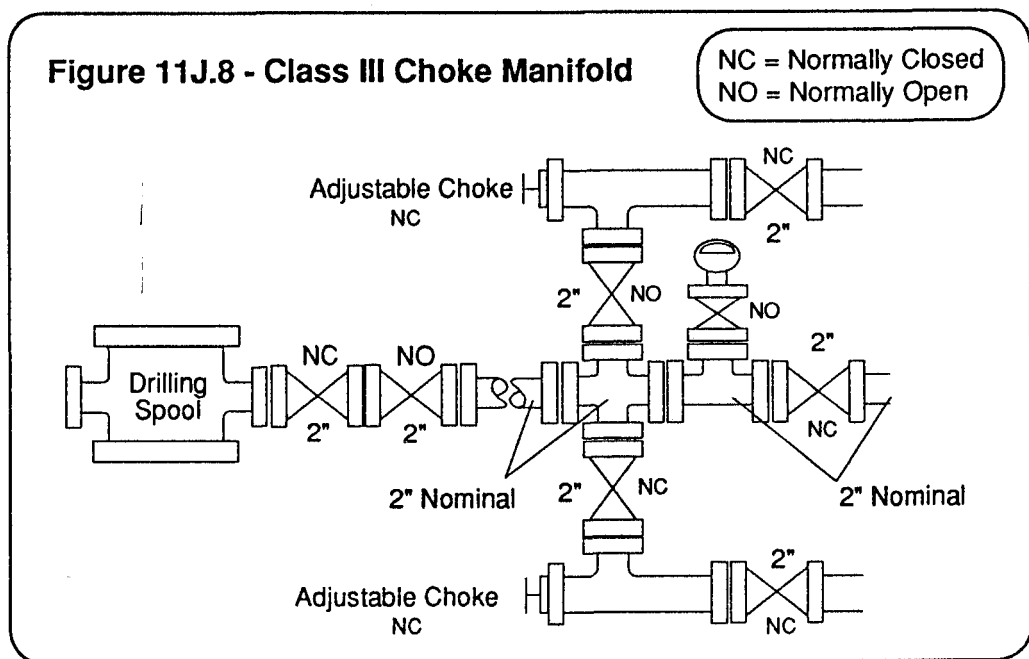 Figure 11J.8 - Class III Choke Manifold
NC = Normally Closed
NO = Normally Open
Adjustable Choke
NC
NC
2"
2"
NO
NO
Drilling
Spool
NC
NO
2"
2"
2"
NC
2" Nominal
2"
NC
2" Nominal
Adjustable Choke
NC
2"
NC